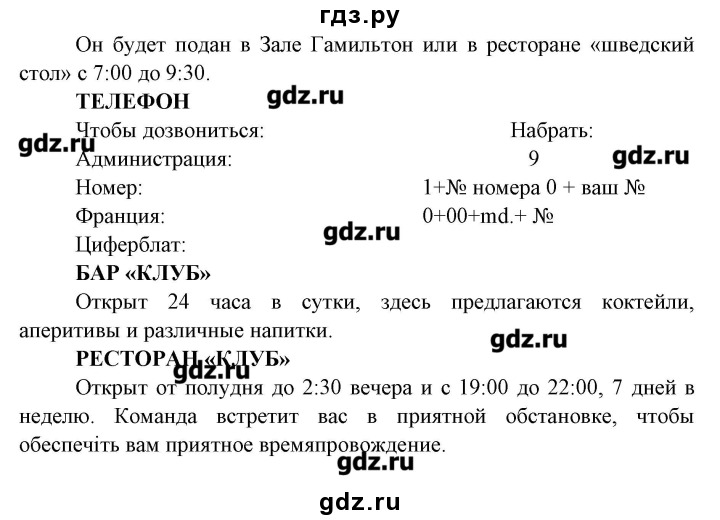 гдз.ру
Он будет подан в Зале Гамильтон или в ресторане «шведский
стол» с 7:00 до 9:30.
ТЕЛЕФОН
gdz.ru
Чтобы дозвониться: Набрать:
gdz.ru
gdz.ru
Администрация: 9
Номер: 1+№ номера 0 + ваш №
Франция: 0+00+md.+ №
gdz.ru
Циферблат:
БАР «КЛУБ»
Открыт 24 часа в сутки, здесь предлагаются коктейли,
аперитивы и различные напитки.
gdz.ru
РЕСТОРАН «КЛУБ»
gdz.ru
Открыт от полудня до 2:30 вечера и с 19:00 до 22:00, 7 дней в
неделю. Команда встретит вас в приятной обстановке, чтобы
обеспечіть вам приятное времяпровождение.
gdz.ru
gdz.ru